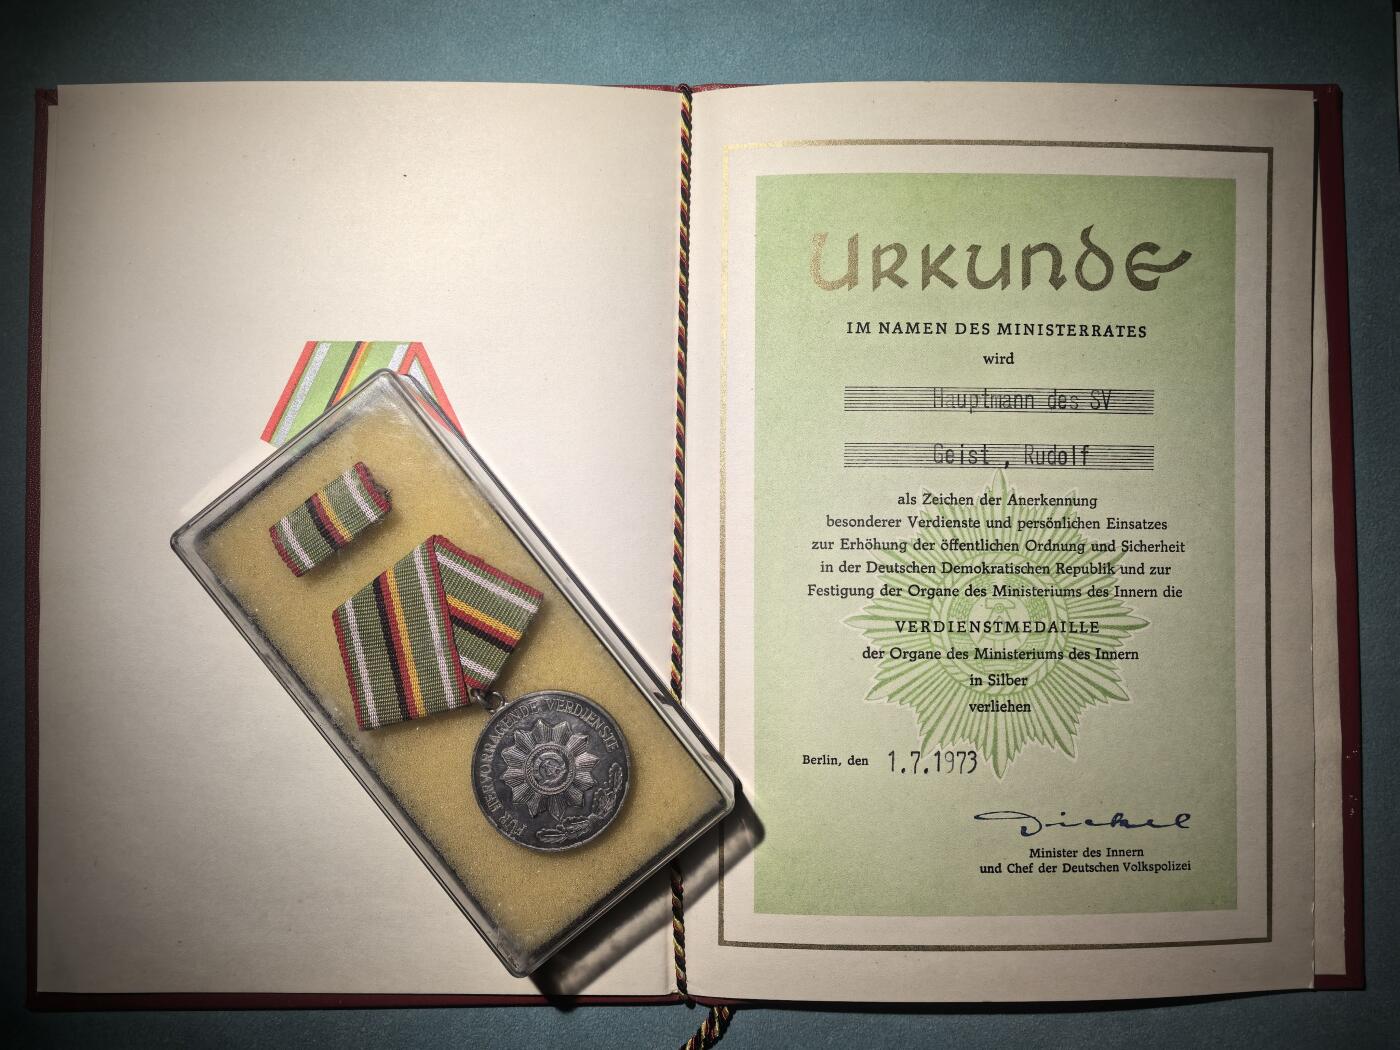 FÜR HERVORRAGENDE VERDIENSTE
Urkunde
IM NAMEN DES MINISTERRATES
wird
Hauptmann des SV
Geist , Rudolf
als Zeichen der Anerkennung
besonderer Verdienste und persönlichen Einsatzes
zur Erhöhung der öffentlichen Ordnung und Sicherheit
in der Deutschen Demokratischen Republik und zur
Festigung der Organe des Ministeriums des Innern die
VERDIENSTMEDAILLE
der Organe des Ministeriums des Innern
in Silber
verliehen
Berlin, den 1.7.1973
Dickel
Minister des Innern
und Chef der Deutschen Volkspolizei